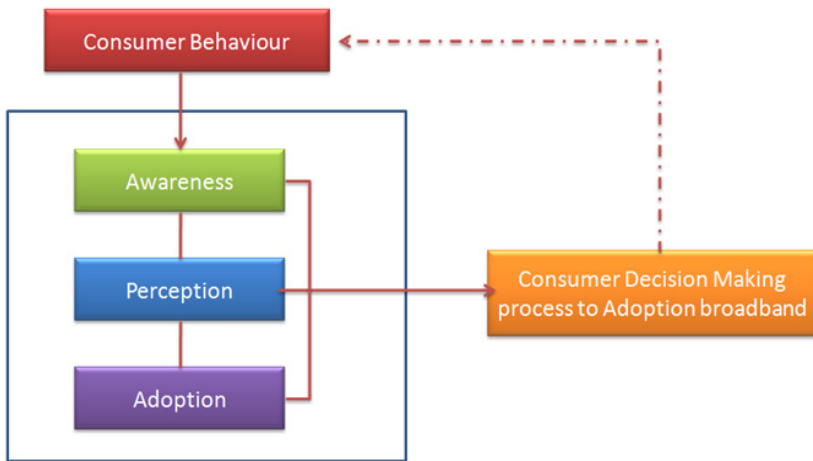 Consumer Behaviour
Awareness
Perception
Adoption
Consumer Decision Making
process to Adoption broadband